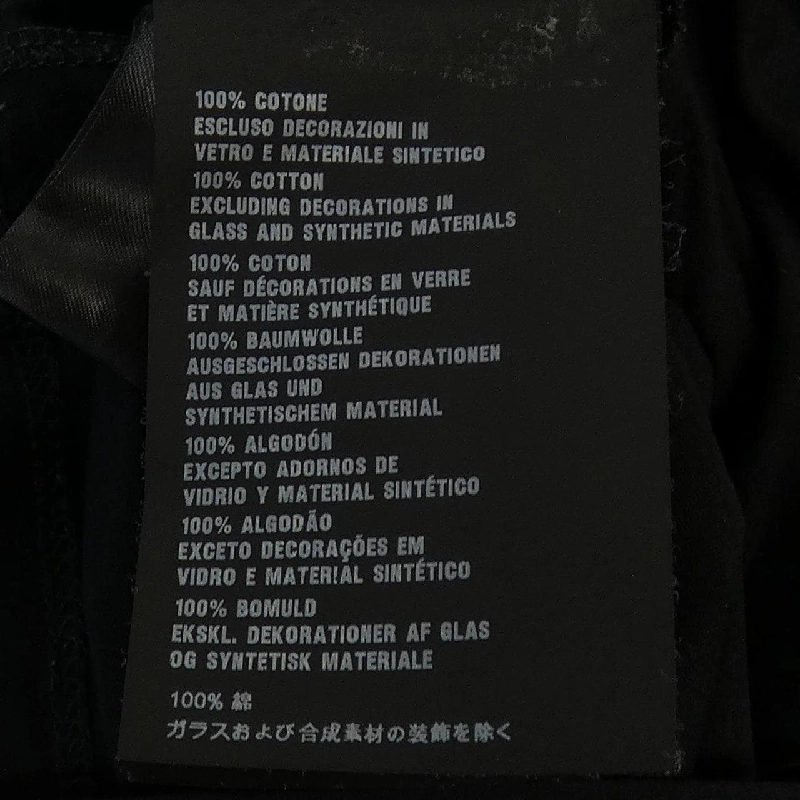 100% COTONE
ESCLUSO DECORAZIONI IN
VETRO E MATERIALE SINTETICO
100% COTTON
EXCLUDING DECORATIONS IN
GLASS AND SYNTHETIC MATERIALS
100% COTON
SAUF DÉCORATIONS EN VERRE
ET MATIÈRE SYNTHÉTIQUE
100% BAUMWOLLE
AUSGESCHLOSSEN DEKORATIONEN
AUS GLAS UND
SYNTHETISCHEM MATERIAL
100% ALGODÓN
EXCEPTO ADORNOS DE
VIDRIO Y MATERIAL SINTÉTICO
100% ALGODÃO
EXCETO DECORAÇÕES EM
VIDRO E MATERIAL SINTÉTICO
100% BOMULD
EKSKL. DEKORATIONER AF GLAS
OG SYNTETISK MATERIALE
100% 綿
ガラスおよび合成素材の装飾を除く